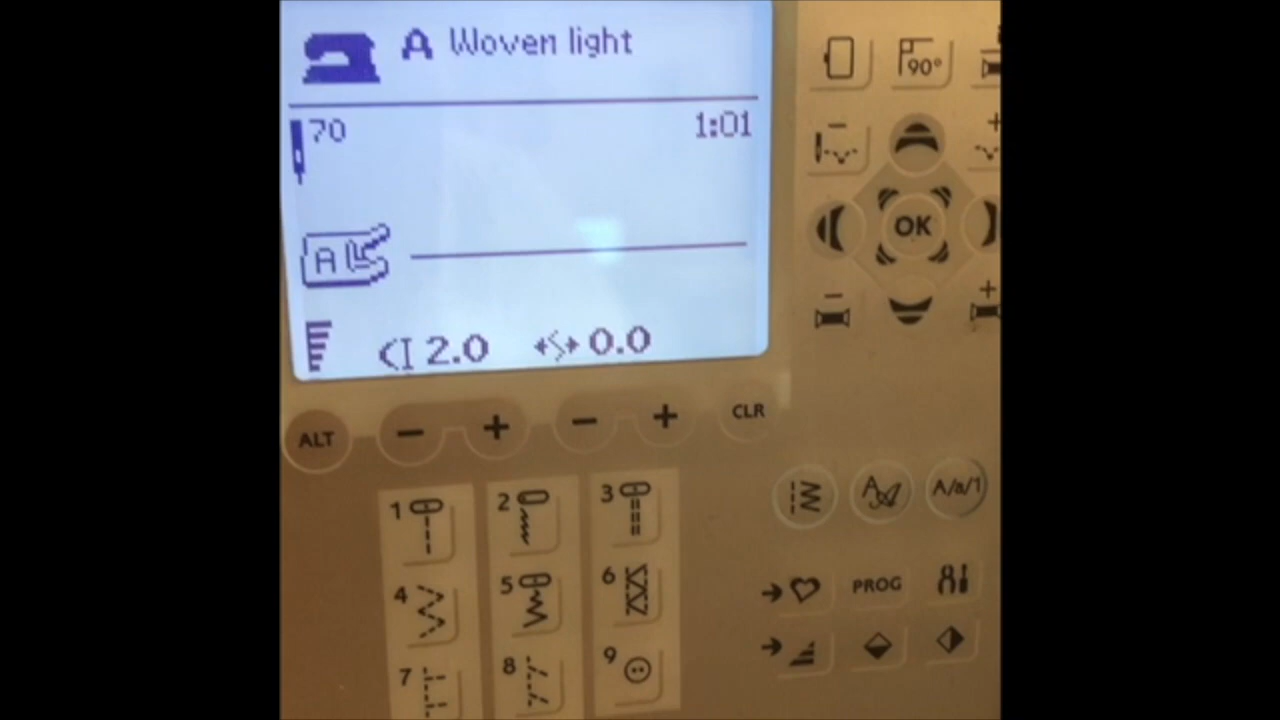 A Woven light
70
1:01
A
2.0 0.0
90°
OK
ALT − + − + CLR
1 2 3
4 5 6
7 8 9
A A/a/1
PROG